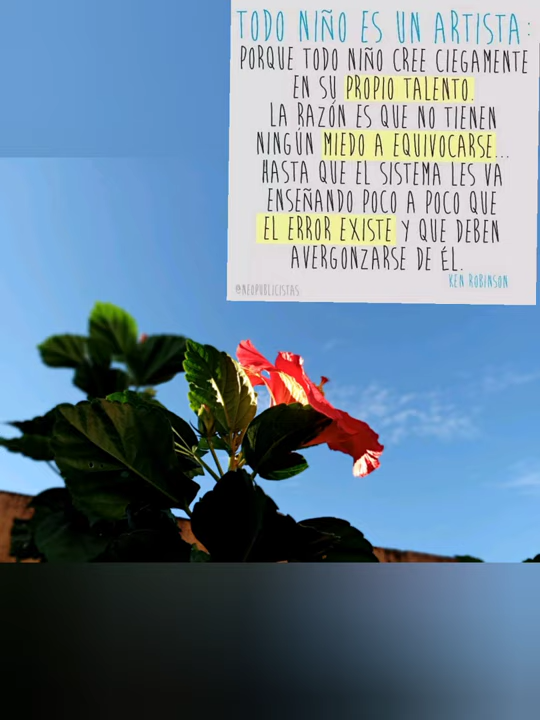 TODO NIÑO ES UN ARTISTA:
PORQUE TODO NIÑO CREE CIEGAMENTE
EN SU PROPIO TALENTO.
LA RAZÓN ES QUE NO TIENEN
NINGÚN MIEDO A EQUIVOCARSE...
HASTA QUE EL SISTEMA LES VA
ENSEÑANDO POCO A POCO QUE
EL ERROR EXISTE Y QUE DEBEN
AVERGONZARSE DE ÉL.
KEN ROBINSON
@NEOPUBLICISTAS